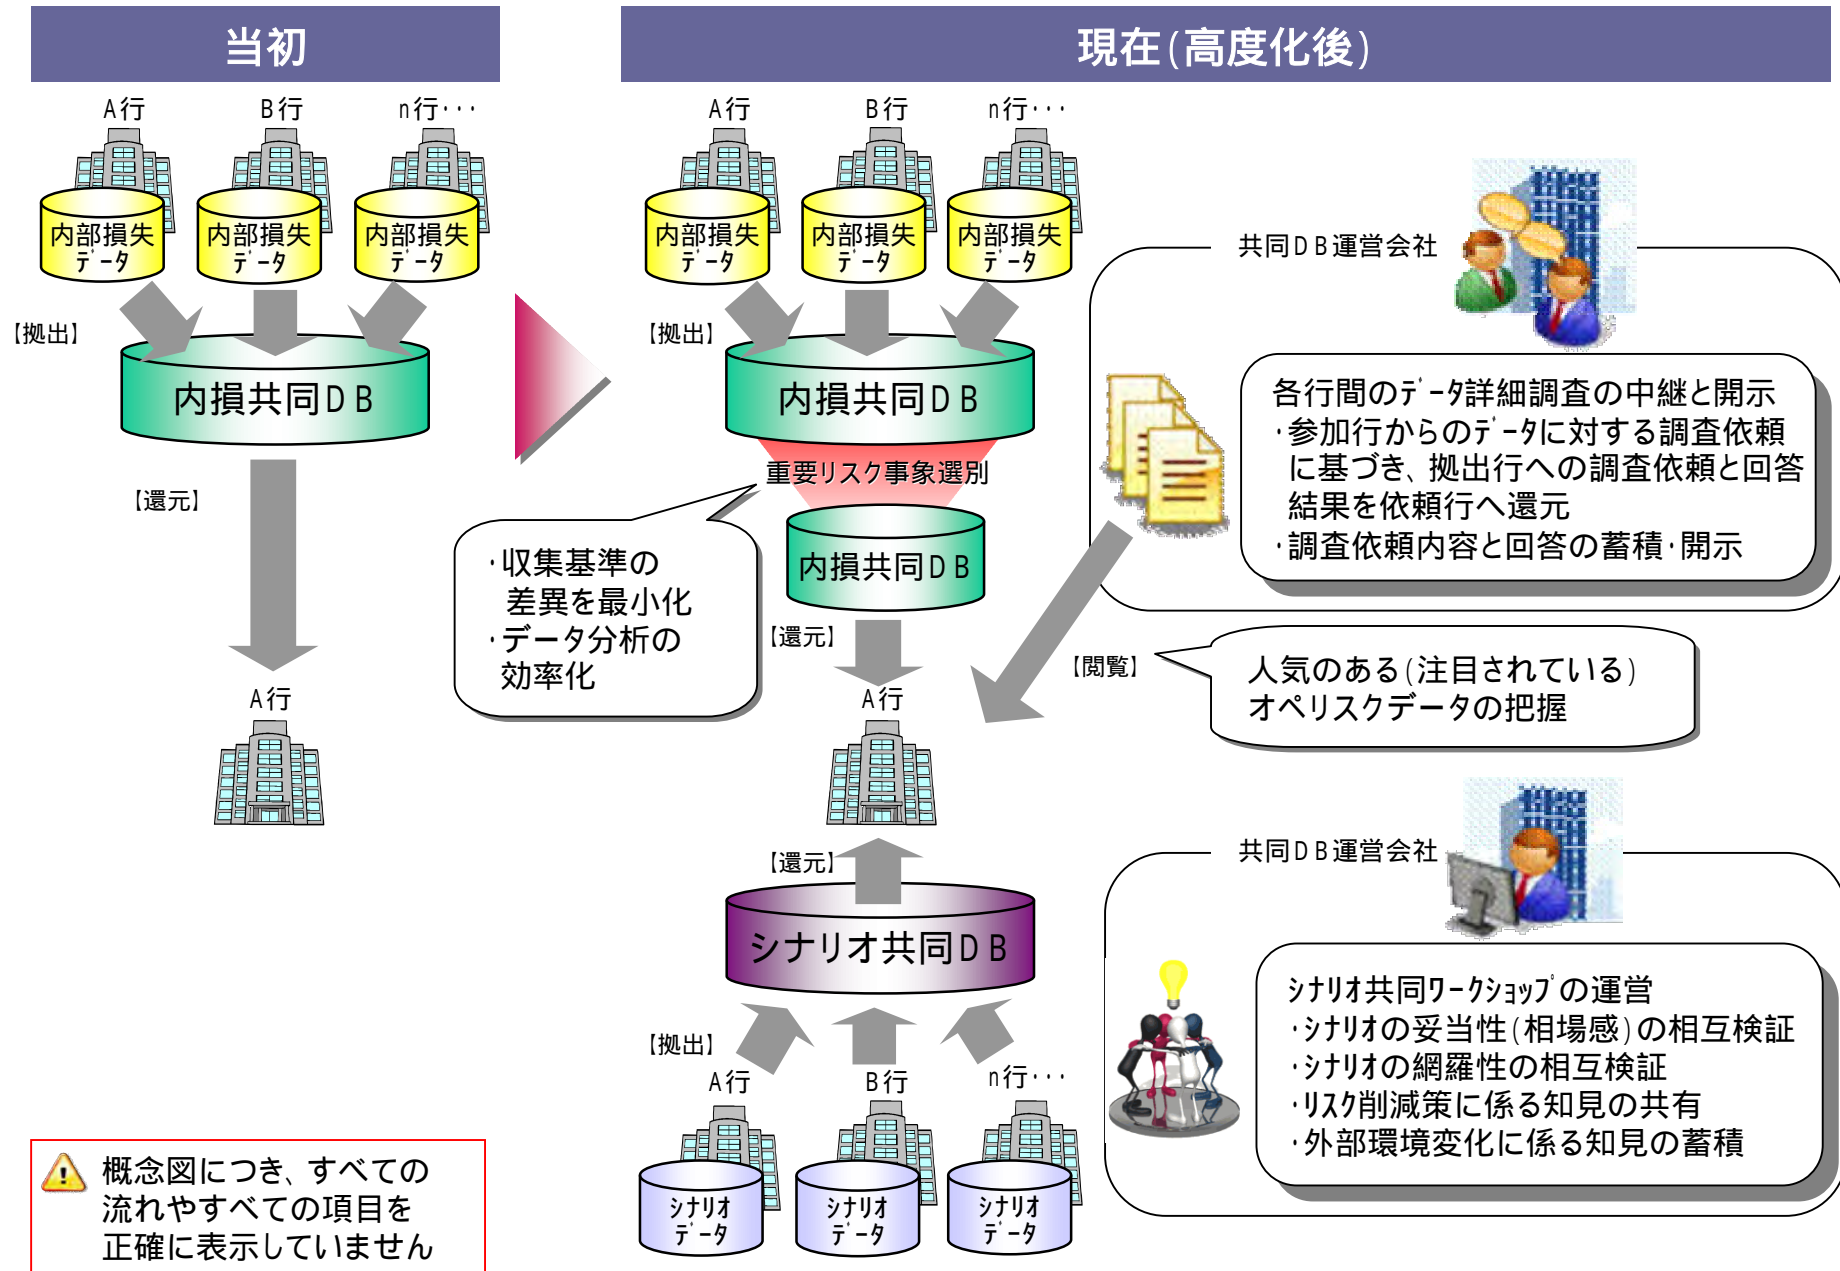 当初
A行
B行
n行・・・
内部損失
ﾃﾞｰﾀ
内部損失
ﾃﾞｰﾀ
内部損失
ﾃﾞｰﾀ
【拠出】
内損共同DB
【還元】
A行
現在(高度化後)
A行
B行
n行・・・
内部損失
ﾃﾞｰﾀ
内部損失
ﾃﾞｰﾀ
内部損失
ﾃﾞｰﾀ
【拠出】
内損共同DB
重要リスク事象選別
・収集基準の
差異を最小化
・データ分析の
効率化
内損共同DB
【還元】
A行
共同DB運営会社
各行間のﾃﾞｰﾀ詳細調査の中継と開示
・参加行からのﾃﾞｰﾀに対する調査依頼
に基づき、拠出行への調査依頼と回答
結果を依頼行へ還元
・調査依頼内容と回答の蓄積・開示
【閲覧】
人気のある(注目されている)
オペリスクデータの把握
【還元】
シナリオ共同DB
【拠出】
A行
B行
n行・・・
ｼﾅﾘｵ
ﾃﾞｰﾀ
ｼﾅﾘｵ
ﾃﾞｰﾀ
ｼﾅﾘｵ
ﾃﾞｰﾀ
共同DB運営会社
ｼﾅﾘｵ共同ﾜｰｸｼｮｯﾌﾟの運営
・ｼﾅﾘｵの妥当性(相場感)の相互検証
・ｼﾅﾘｵの網羅性の相互検証
・ﾘｽｸ削減策に係る知見の共有
・外部環境変化に係る知見の蓄積
概念図につき、すべての
流れやすべての項目を
正確に表示していません